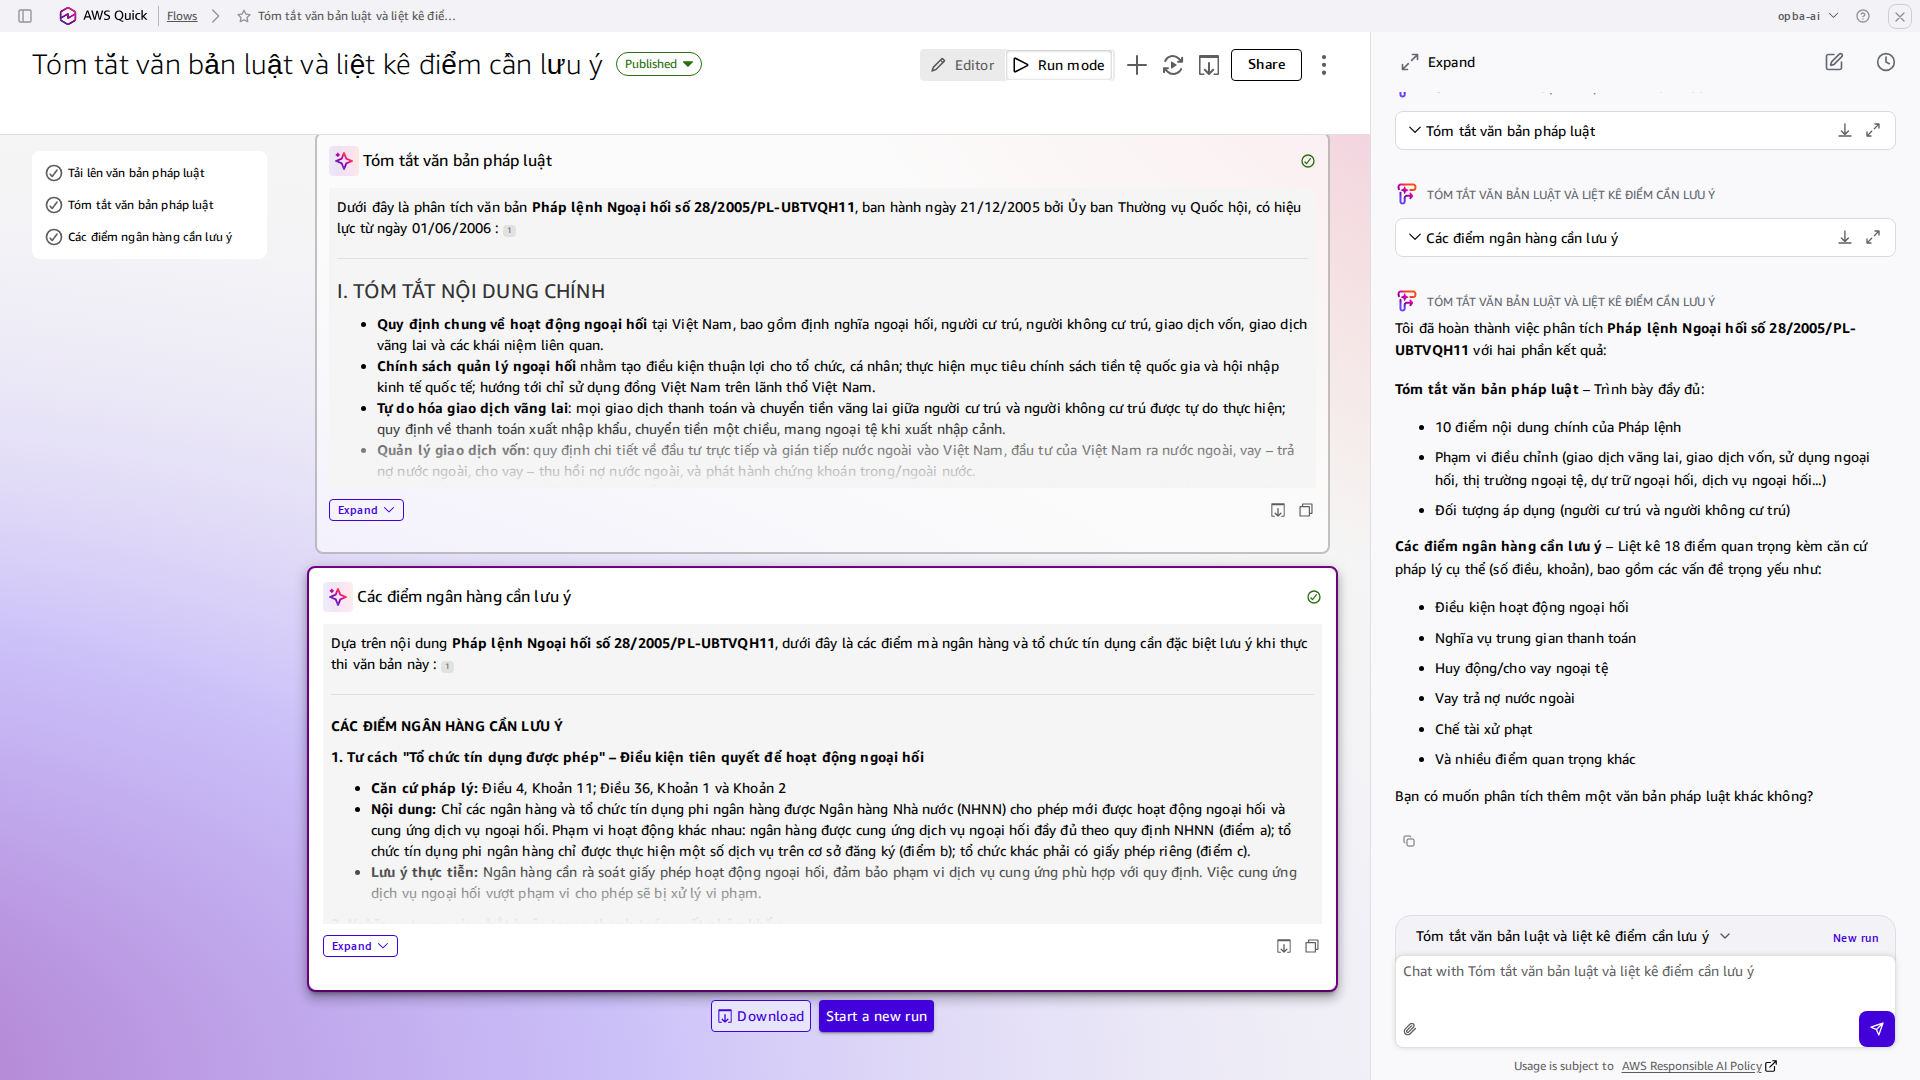 AWS Quick
Flows
Tóm tắt văn bản luật và liệt kê điể...
opba-ai
Tóm tắt văn bản luật và liệt kê điểm cần lưu ý
Published
Editor
Run mode
Share
Tải lên văn bản pháp luật
Tóm tắt văn bản pháp luật
Các điểm ngân hàng cần lưu ý
Tóm tắt văn bản pháp luật
Dưới đây là phân tích văn bản Pháp lệnh Ngoại hối số 28/2005/PL-UBTVQH11, ban hành ngày 21/12/2005 bởi Ủy ban Thường vụ Quốc hội, có hiệu
lực từ ngày 01/06/2006 : 1
I. TÓM TẮT NỘI DUNG CHÍNH
• Quy định chung về hoạt động ngoại hối tại Việt Nam, bao gồm định nghĩa ngoại hối, người cư trú, người không cư trú, giao dịch vốn, giao dịch
vãng lai và các khái niệm liên quan.
• Chính sách quản lý ngoại hối nhằm tạo điều kiện thuận lợi cho tổ chức, cá nhân; thực hiện mục tiêu chính sách tiền tệ quốc gia và hội nhập
kinh tế quốc tế; hướng tới chỉ sử dụng đồng Việt Nam trên lãnh thổ Việt Nam.
• Tự do hóa giao dịch vãng lai: mọi giao dịch thanh toán và chuyển tiền vãng lai giữa người cư trú và người không cư trú được tự do thực hiện;
quy định về thanh toán xuất nhập khẩu, chuyển tiền một chiều, mang ngoại tệ khi xuất nhập cảnh.
• Quản lý giao dịch vốn: quy định chi tiết về đầu tư trực tiếp và gián tiếp nước ngoài vào Việt Nam, đầu tư của Việt Nam ra nước ngoài, vay – trả
nợ nước ngoài, cho vay – thu hồi nợ nước ngoài, và phát hành chứng khoán trong/ngoài nước.
Expand
Các điểm ngân hàng cần lưu ý
Dựa trên nội dung Pháp lệnh Ngoại hối số 28/2005/PL-UBTVQH11, dưới đây là các điểm mà ngân hàng và tổ chức tín dụng cần đặc biệt lưu ý khi thực
thi văn bản này : 1
CÁC ĐIỂM NGÂN HÀNG CẦN LƯU Ý
1. Tư cách "Tổ chức tín dụng được phép" – Điều kiện tiên quyết để hoạt động ngoại hối
• Căn cứ pháp lý: Điều 4, Khoản 11; Điều 36, Khoản 1 và Khoản 2
• Nội dung: Chỉ các ngân hàng và tổ chức tín dụng phi ngân hàng được Ngân hàng Nhà nước (NHNN) cho phép mới được hoạt động ngoại hối và
cung ứng dịch vụ ngoại hối. Phạm vi hoạt động khác nhau: ngân hàng được cung ứng dịch vụ ngoại hối đầy đủ theo quy định NHNN (điểm a); tổ
chức tín dụng phi ngân hàng chỉ được thực hiện một số dịch vụ trên cơ sở đăng ký (điểm b); tổ chức khác phải có giấy phép riêng (điểm c).
• Lưu ý thực tiễn: Ngân hàng cần rà soát giấy phép hoạt động ngoại hối, đảm bảo phạm vi dịch vụ cung ứng phù hợp với quy định. Việc cung ứng
dịch vụ ngoại hối vượt phạm vi cho phép sẽ bị xử lý vi phạm.
Expand
Download
Start a new run
Expand
Tóm tắt văn bản pháp luật
TÓM TẮT VĂN BẢN LUẬT VÀ LIỆT KÊ ĐIỂM CẦN LƯU Ý
Các điểm ngân hàng cần lưu ý
TÓM TẮT VĂN BẢN LUẬT VÀ LIỆT KÊ ĐIỂM CẦN LƯU Ý
Tôi đã hoàn thành việc phân tích Pháp lệnh Ngoại hối số 28/2005/PL-
UBTVQH11 với hai phần kết quả:
Tóm tắt văn bản pháp luật – Trình bày đầy đủ:
• 10 điểm nội dung chính của Pháp lệnh
• Phạm vi điều chỉnh (giao dịch vãng lai, giao dịch vốn, sử dụng ngoại
hối, thị trường ngoại tệ, dự trữ ngoại hối, dịch vụ ngoại hối...)
• Đối tượng áp dụng (người cư trú và người không cư trú)
Các điểm ngân hàng cần lưu ý – Liệt kê 18 điểm quan trọng kèm căn cứ
pháp lý cụ thể (số điều, khoản), bao gồm các vấn đề trọng yếu như:
• Điều kiện hoạt động ngoại hối
• Nghĩa vụ trung gian thanh toán
• Huy động/cho vay ngoại tệ
• Vay trả nợ nước ngoài
• Chế tài xử phạt
• Và nhiều điểm quan trọng khác
Bạn có muốn phân tích thêm một văn bản pháp luật khác không?
Tóm tắt văn bản luật và liệt kê điểm cần lưu ý
New run
Chat with Tóm tắt văn bản luật và liệt kê điểm cần lưu ý
Usage is subject to AWS Responsible AI Policy